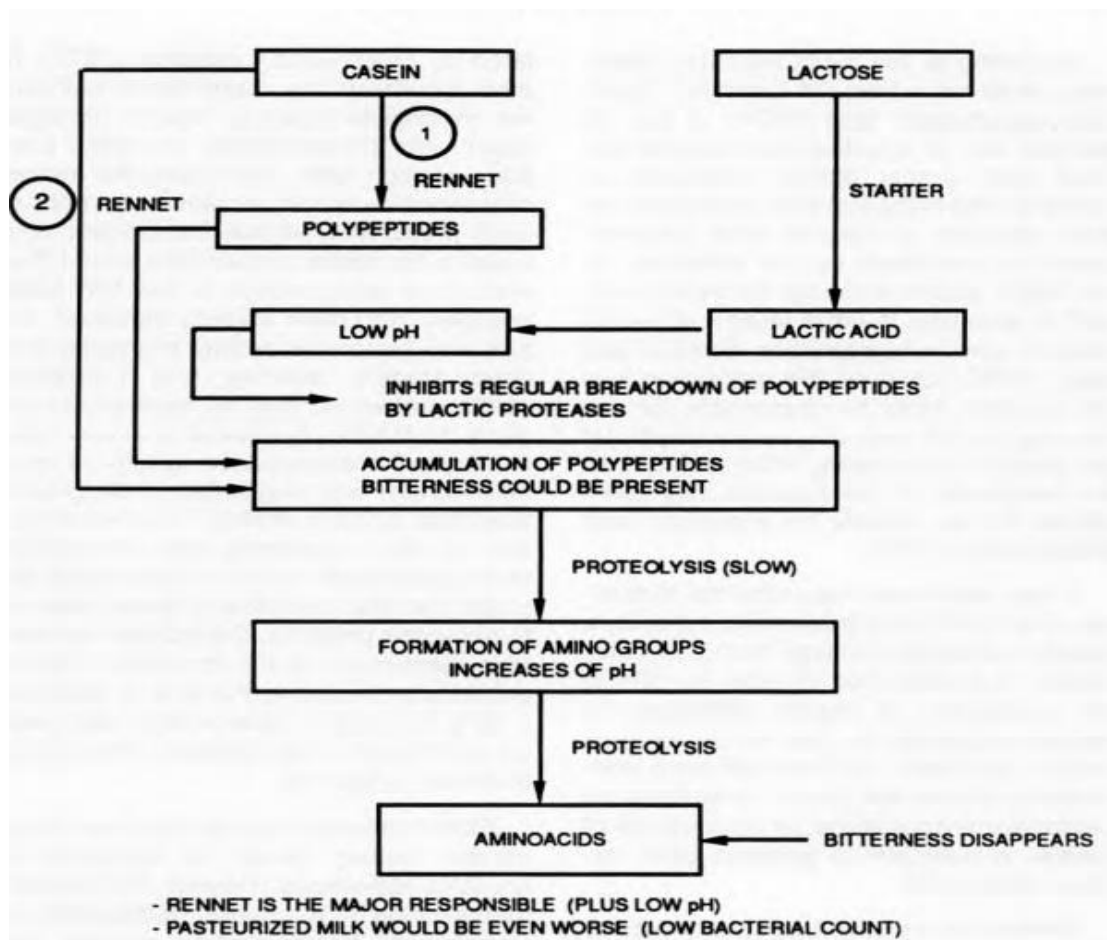 CASEIN
LACTOSE
1
RENNET
STARTER
2
RENNET
POLYPEPTIDES
LOW pH
LACTIC ACID
INHIBITS REGULAR BREAKDOWN OF POLYPEPTIDES
BY LACTIC PROTEASES
ACCUMULATION OF POLYPEPTIDES
BITTERNESS COULD BE PRESENT
PROTEOLYSIS (SLOW)
FORMATION OF AMINO GROUPS
INCREASES OF pH
PROTEOLYSIS
AMINOACIDS
BITTERNESS DISAPPEARS
- RENNET IS THE MAJOR RESPONSIBLE (PLUS LOW pH)
- PASTEURIZED MILK WOULD BE EVEN WORSE (LOW BACTERIAL COUNT)